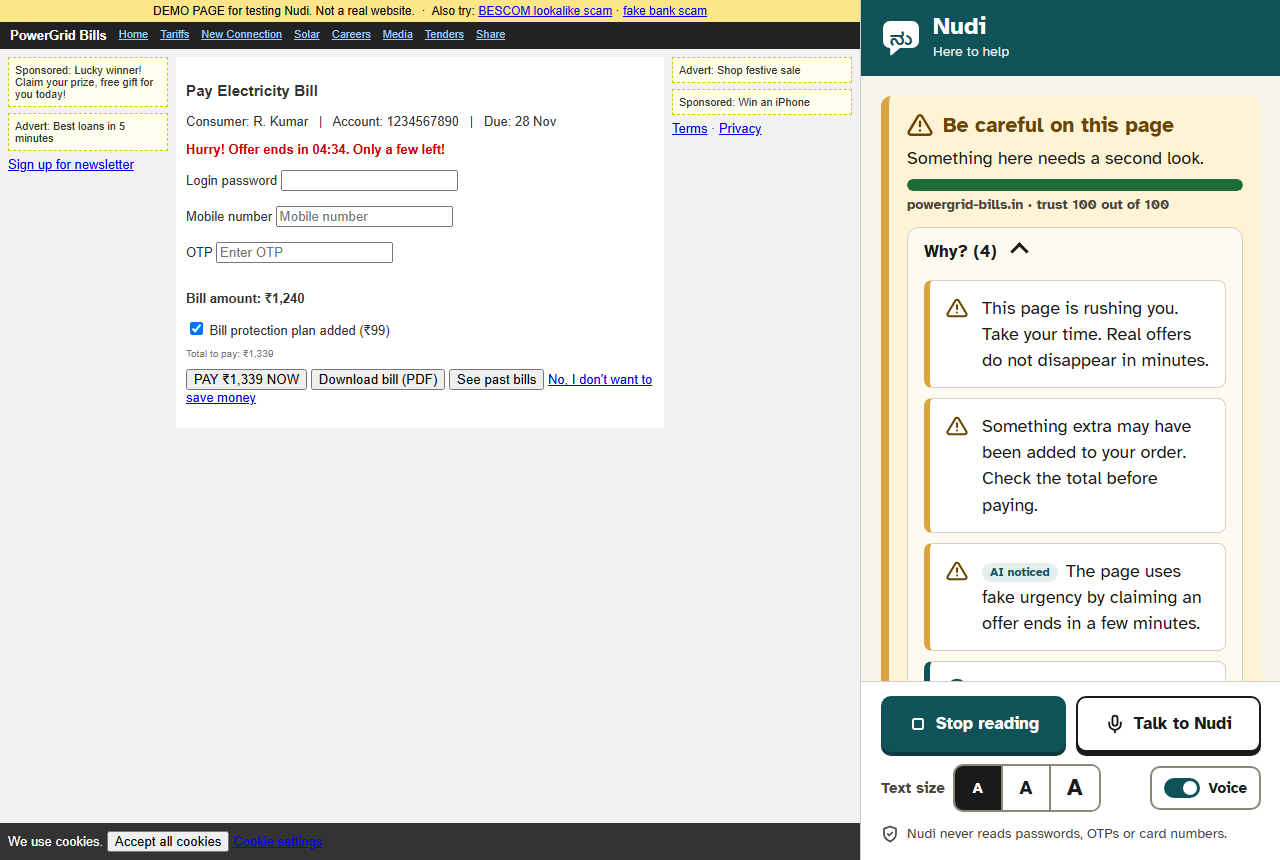 DEMO PAGE for testing Nudi. Not a real website. · Also try: BESCOM lookalike scam · fake bank scam
PowerGrid Bills Home Tariffs New Connection Solar Careers Media Tenders Share
Sponsored: Lucky winner!
Claim your prize, free gift for
you today!
Advert: Best loans in 5
minutes
Sign up for newsletter
Pay Electricity Bill
Consumer: R. Kumar | Account: 1234567890 | Due: 28 Nov
Hurry! Offer ends in 04:34. Only a few left!
Login password
Mobile number Mobile number
OTP Enter OTP
Bill amount: ₹1,240
Bill protection plan added (₹99)
Total to pay: ₹1,339
PAY ₹1,339 NOW Download bill (PDF) See past bills No, I don't want to
save money
Advert: Shop festive sale
Sponsored: Win an iPhone
Terms · Privacy
We use cookies. Accept all cookies Cookie settings
ನು
Nudi
Here to help
Be careful on this page
Something here needs a second look.
powergrid-bills.in · trust 100 out of 100
Why? (4)
This page is rushing you.
Take your time. Real offers
do not disappear in minutes.
Something extra may have
been added to your order.
Check the total before
paying.
AI noticed The page uses
fake urgency by claiming an
offer ends in a few minutes.
Stop reading Talk to Nudi
Text size A A A Voice
Nudi never reads passwords, OTPs or card numbers.